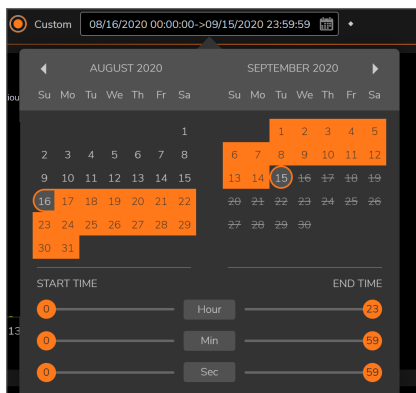 Custom 08/16/2020 00:00:00->09/15/2020 23:59:59
AUGUST 2020 SEPTEMBER 2020
Su Mo Tu We Th Fr Sa Su Mo Tu We Th Fr Sa
1 1 2 3 4 5
2 3 4 5 6 7 8 6 7 8 9 10 11 12
9 10 11 12 13 14 15 13 14 15 16 17 18 19
16 17 18 19 20 21 22 20 21 22 23 24 25 26
23 24 25 26 27 28 29 27 28 29 30
30 31
START TIME END TIME
0 Hour 23
13
0 Min 59
0 Sec 59